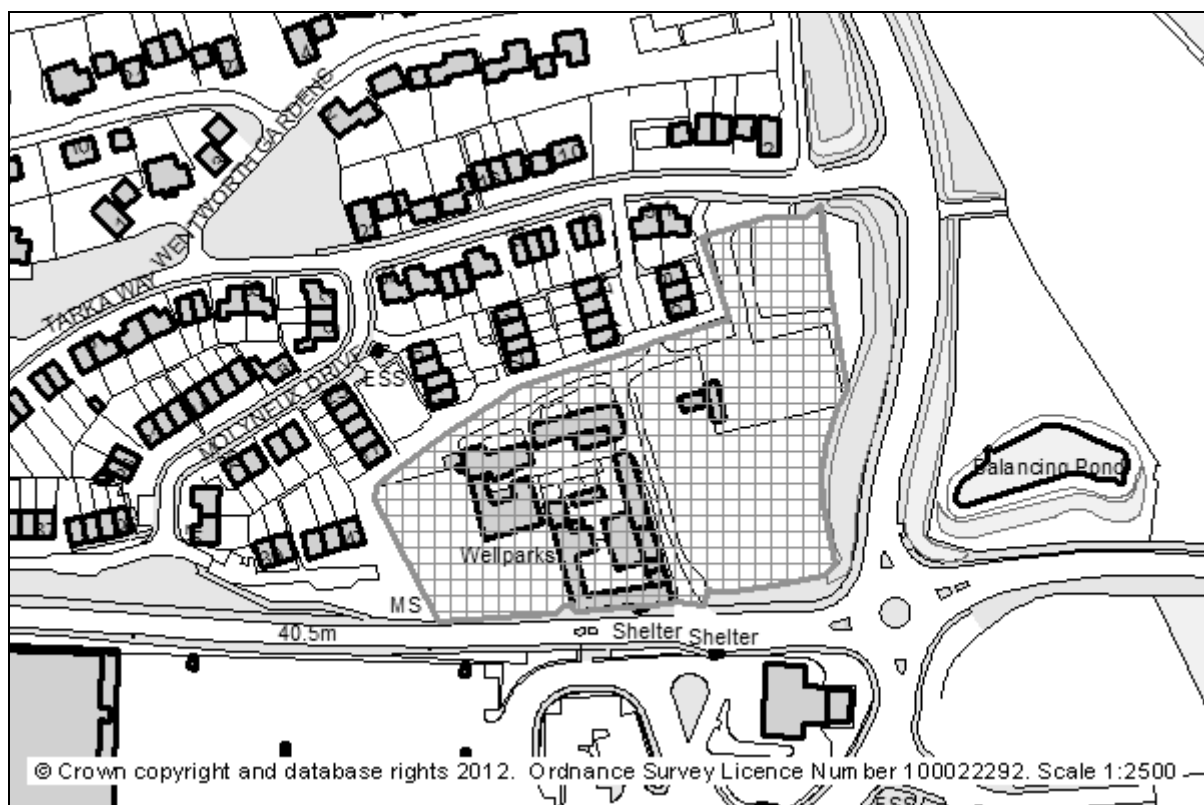 WENTWORTH GARDENS
TARKA WAY
MOLYNEUX DRIVE
ESS
Balancing Pond
Wellparks
MS
40.5m
Shelter
Shelter
© Crown copyright and database rights 2012. Ordnance Survey Licence Number 100022292. Scale 1:2500
ESS